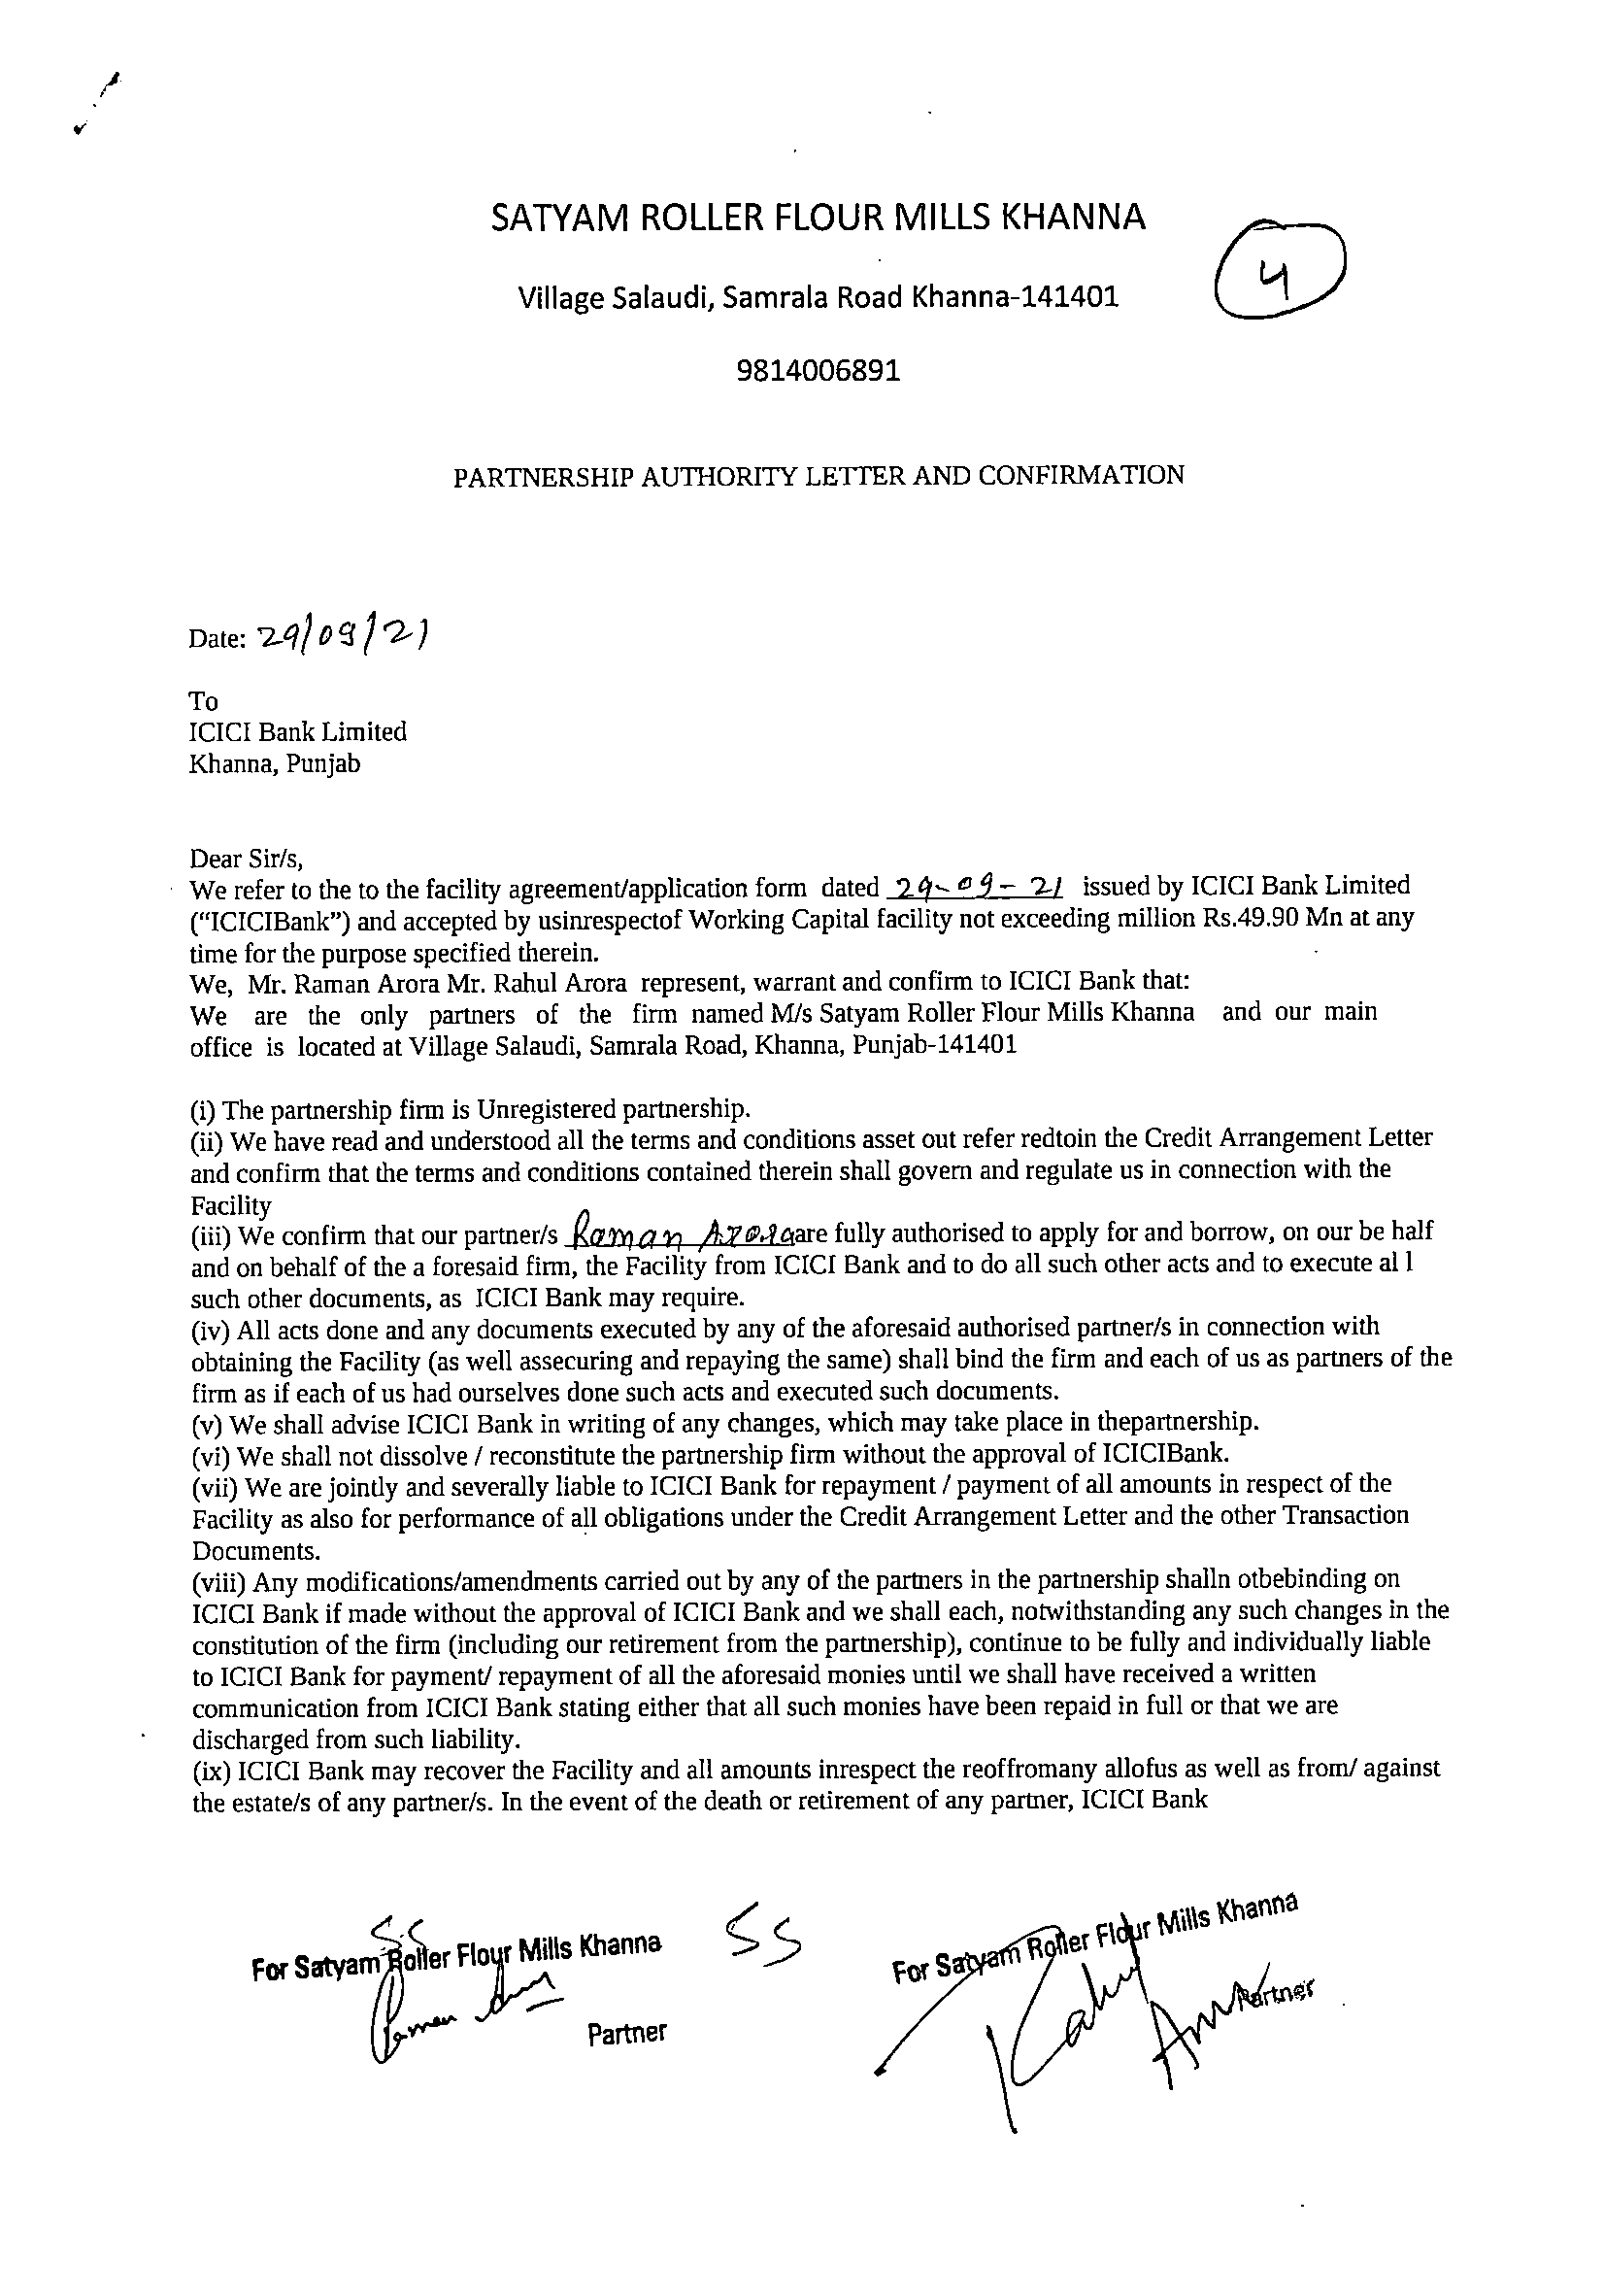 SATYAM ROLLER FLOUR MILLS KHANNA
4
Village Salaudi, Samrala Road Khanna-141401
9814006891
PARTNERSHIP AUTHORITY LETTER AND CONFIRMATION
Date: 29/09/21
To
ICICI Bank Limited
Khanna, Punjab
Dear Sir/s,
We refer to the to the facility agreement/application form dated 29-09-21 issued by ICICI Bank Limited
(“ICICIBank”) and accepted by usinrespectof Working Capital facility not exceeding million Rs.49.90 Mn at any
time for the purpose specified therein.
We, Mr. Raman Arora Mr. Rahul Arora represent, warrant and confirm to ICICI Bank that:
We are the only partners of the firm named M/s Satyam Roller Flour Mills Khanna and our main
office is located at Village Salaudi, Samrala Road, Khanna, Punjab-141401
(i) The partnership firm is Unregistered partnership.
(ii) We have read and understood all the terms and conditions asset out refer redtoin the Credit Arrangement Letter
and confirm that the terms and conditions contained therein shall govern and regulate us in connection with the
Facility
(iii) We confirm that our partner/s Raman Arora are fully authorised to apply for and borrow, on our be half
and on behalf of the a foresaid firm, the Facility from ICICI Bank and to do all such other acts and to execute al l
such other documents, as ICICI Bank may require.
(iv) All acts done and any documents executed by any of the aforesaid authorised partner/s in connection with
obtaining the Facility (as well assecuring and repaying the same) shall bind the firm and each of us as partners of the
firm as if each of us had ourselves done such acts and executed such documents.
(v) We shall advise ICICI Bank in writing of any changes, which may take place in thepartnership.
(vi) We shall not dissolve / reconstitute the partnership firm without the approval of ICICIBank.
(vii) We are jointly and severally liable to ICICI Bank for repayment / payment of all amounts in respect of the
Facility as also for performance of all obligations under the Credit Arrangement Letter and the other Transaction
Documents.
(viii) Any modifications/amendments carried out by any of the partners in the partnership shalln otbebinding on
ICICI Bank if made without the approval of ICICI Bank and we shall each, notwithstanding any such changes in the
constitution of the firm (including our retirement from the partnership), continue to be fully and individually liable
to ICICI Bank for payment/ repayment of all the aforesaid monies until we shall have received a written
communication from ICICI Bank stating either that all such monies have been repaid in full or that we are
discharged from such liability.
(ix) ICICI Bank may recover the Facility and all amounts inrespect the reoffromany allofus as well as from/ against
the estate/s of any partner/s. In the event of the death or retirement of any partner, ICICI Bank
SS SS
For Satyam Roller Flour Mills Khanna For Satyam Roller Flour Mills Khanna
Raman Rahul
Partner Partner